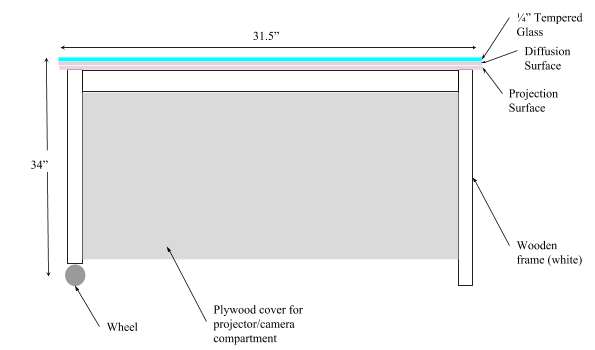 31.5”
¼” Tempered
Glass
Diffusion
Surface
Projection
Surface
34”
Wooden
frame (white)
Plywood cover for
projector/camera
compartment
Wheel